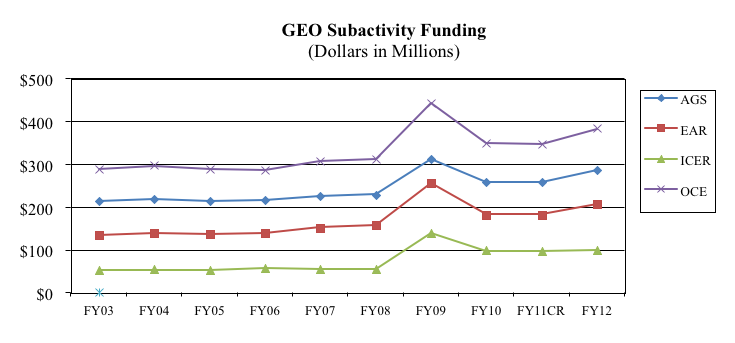 GEO Subactivity Funding
(Dollars in Millions)
$500
$400
$300
$200
$100
$0
FY03 FY04 FY05 FY06 FY07 FY08 FY09 FY10 FY11CR FY12
AGS
EAR
ICER
OCE